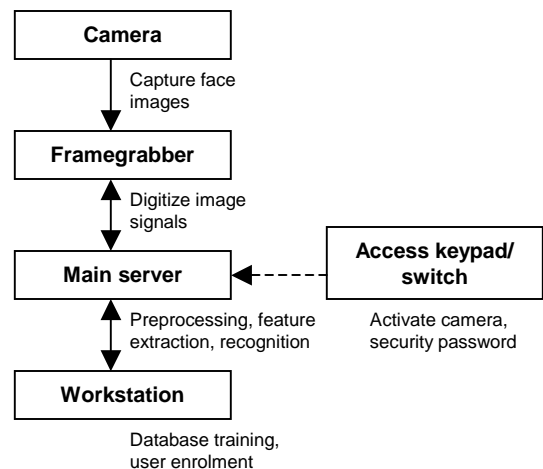 Camera
Capture face
images
Framegrabber
Digitize image
signals
Main server
Access keypad/
switch
Preprocessing, feature
extraction, recognition
Activate camera,
security password
Workstation
Database training,
user enrolment